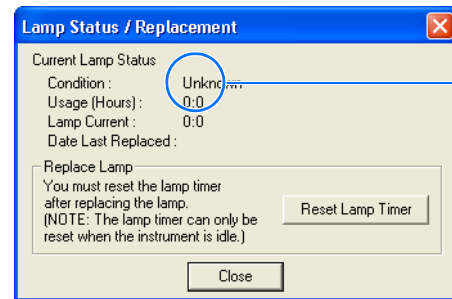 Lamp Status / Replacement
Current Lamp Status
Condition : Unknown
Usage (Hours) : 0:0
Lamp Current : 0:0
Date Last Replaced :
Replace Lamp
You must reset the lamp timer
after replacing the lamp.
(NOTE: The lamp timer can only be
reset when the instrument is idle.)
Reset Lamp Timer
Close